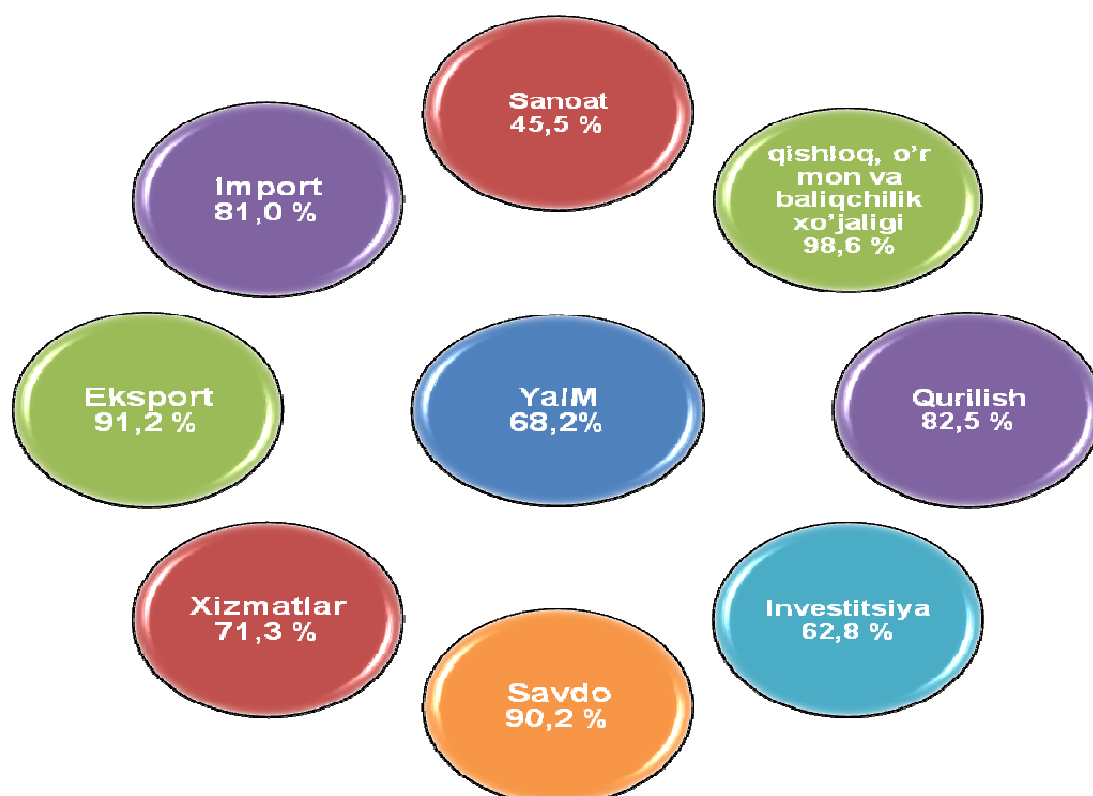 Sanoat
45,5 %
Import
81,0 %
qishloq, o'r
mon va
baliqchilik
xo'jaligi
98,6 %
Eksport
91,2 %
YaIM
68,2%
Qurilish
82,5 %
Xizmatlar
71,3 %
Investitsiya
62,8 %
Savdo
90,2 %